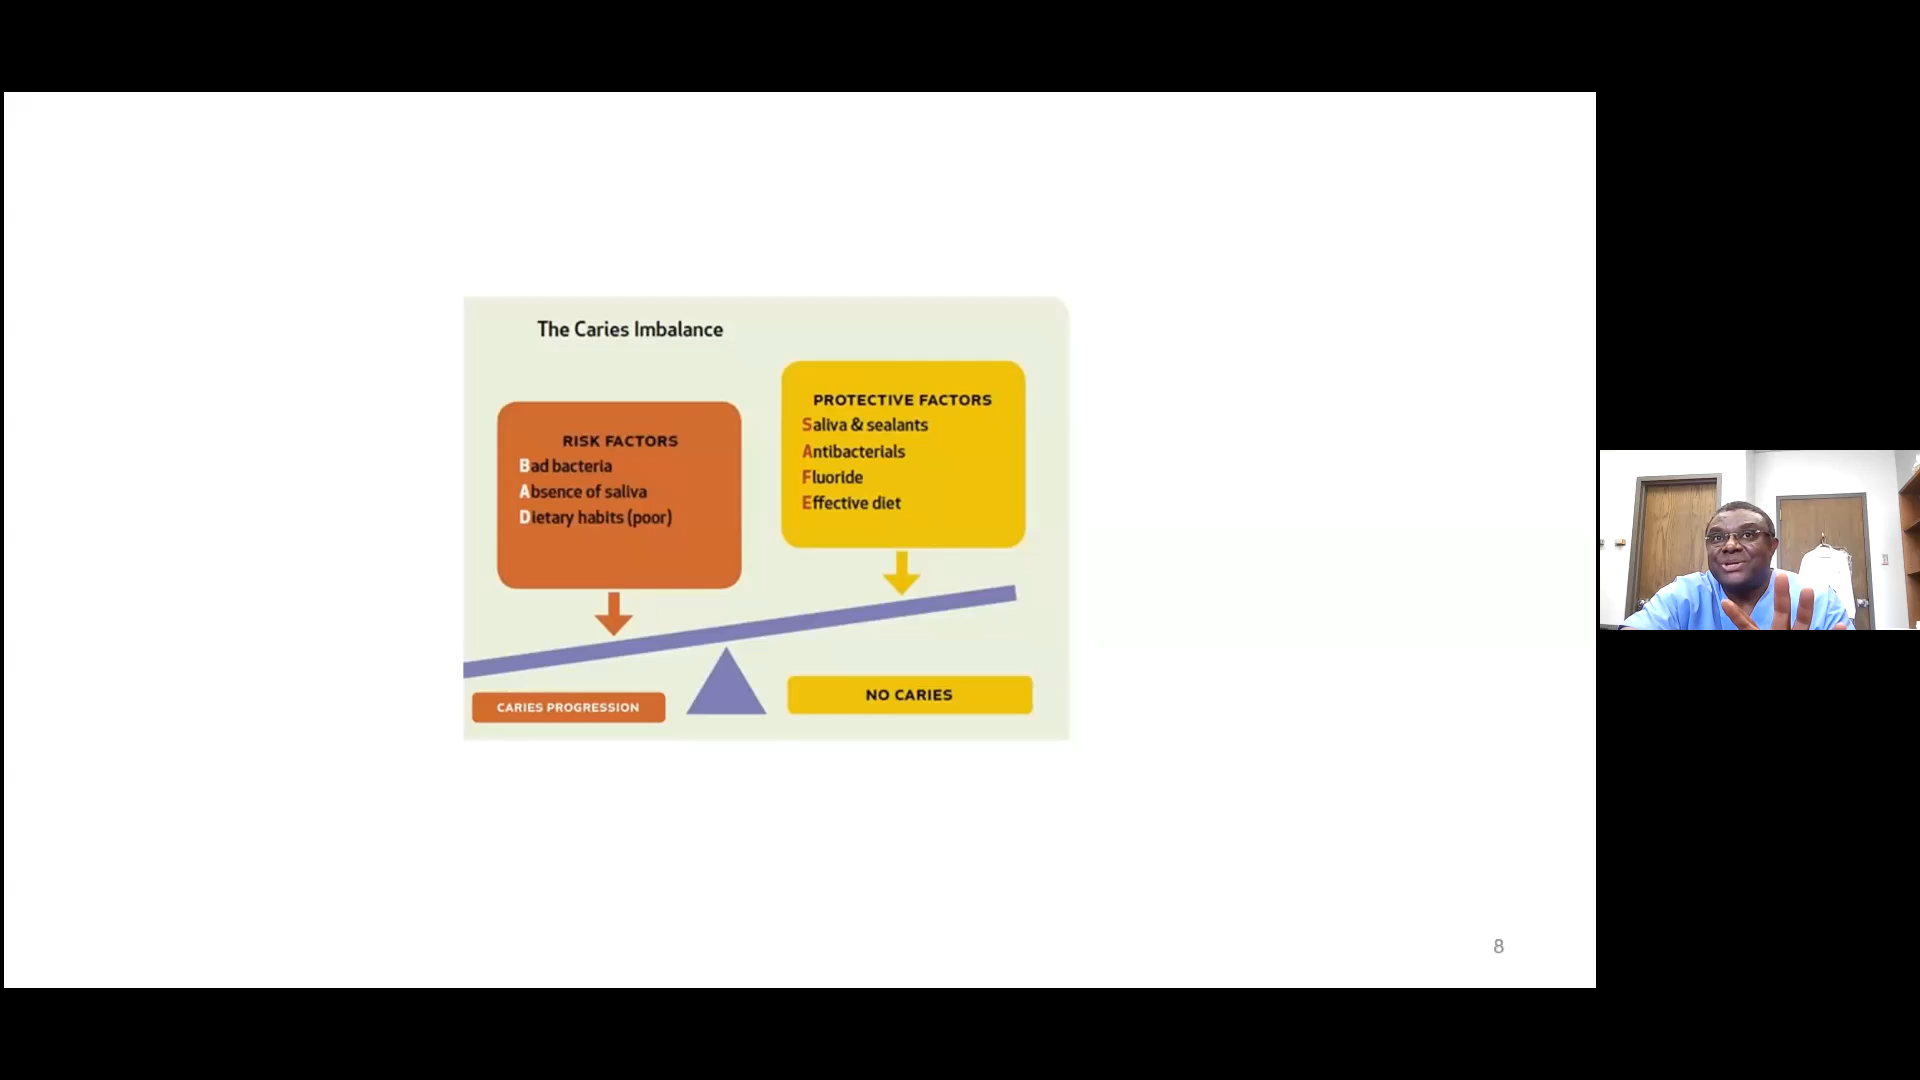 The Caries Imbalance
RISK FACTORS
Bad bacteria
Absence of saliva
Dietary habits (poor)
PROTECTIVE FACTORS
Saliva & sealants
Antibacterials
Fluoride
Effective diet
CARIES PROGRESSION
NO CARIES
8